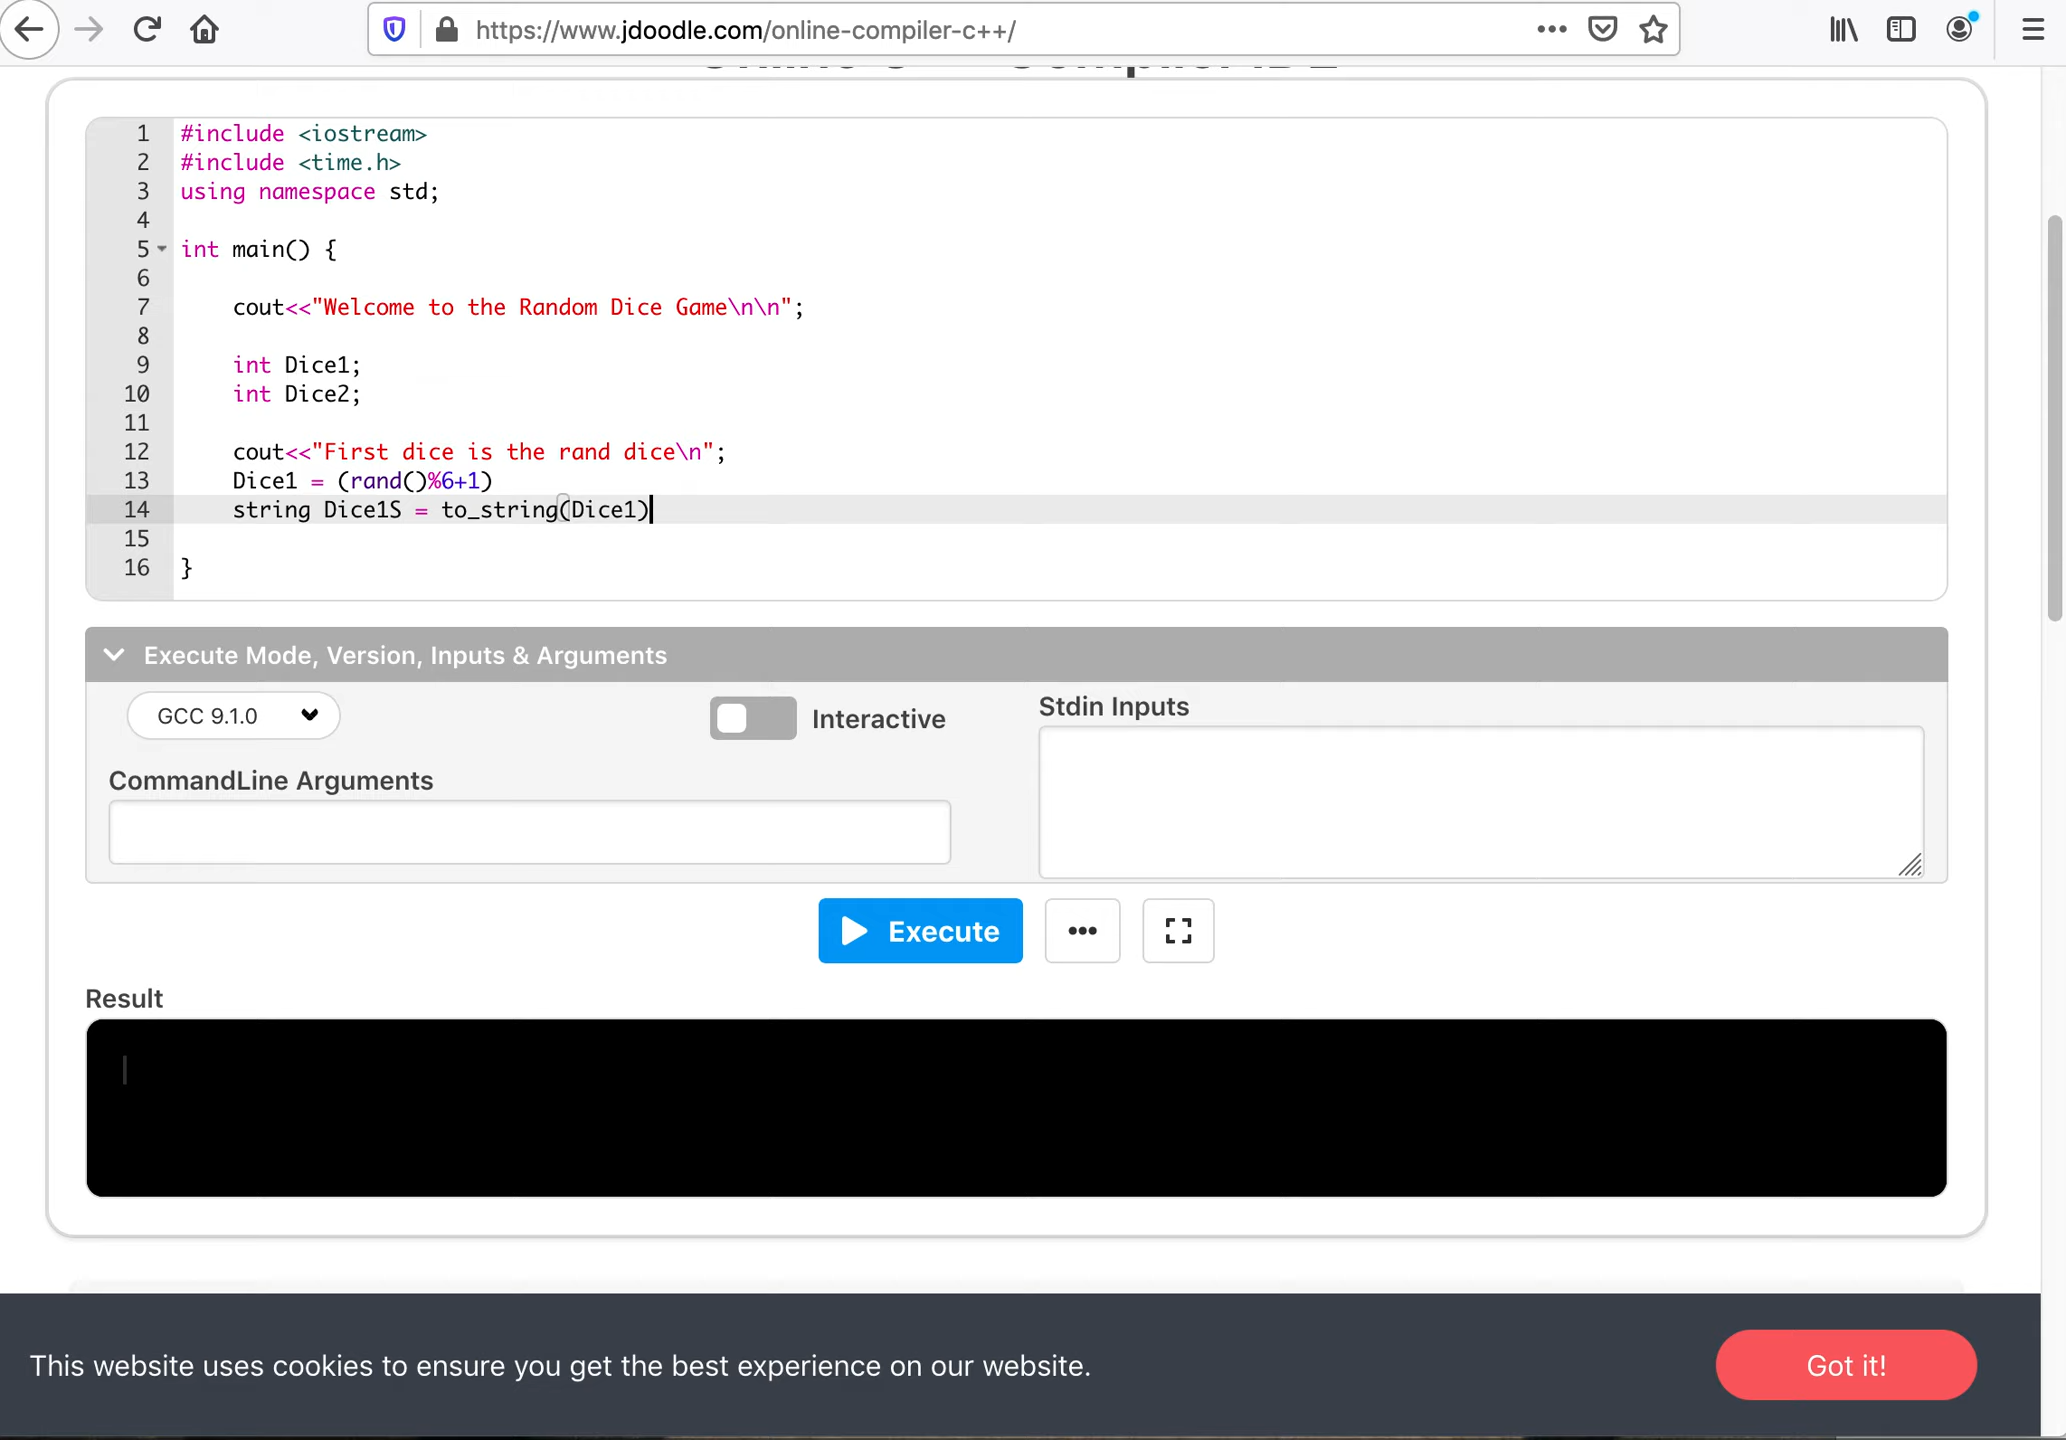 https://www.jdoodle.com/online-compiler-c++/
1 #include <iostream>
2 #include <time.h>
3 using namespace std;
4
5 int main() {
6
7 cout<<"Welcome to the Random Dice Game\n\n";
8
9 int Dice1;
10 int Dice2;
11
12 cout<<"First dice is the rand dice\n";
13 Dice1 = (rand()%6+1)
14 string Dice1S = to_string(Dice1)
15
16 }
Execute Mode, Version, Inputs & Arguments
GCC 9.1.0
Interactive
Stdin Inputs
CommandLine Arguments
Execute
Result
This website uses cookies to ensure you get the best experience on our website.
Got it!